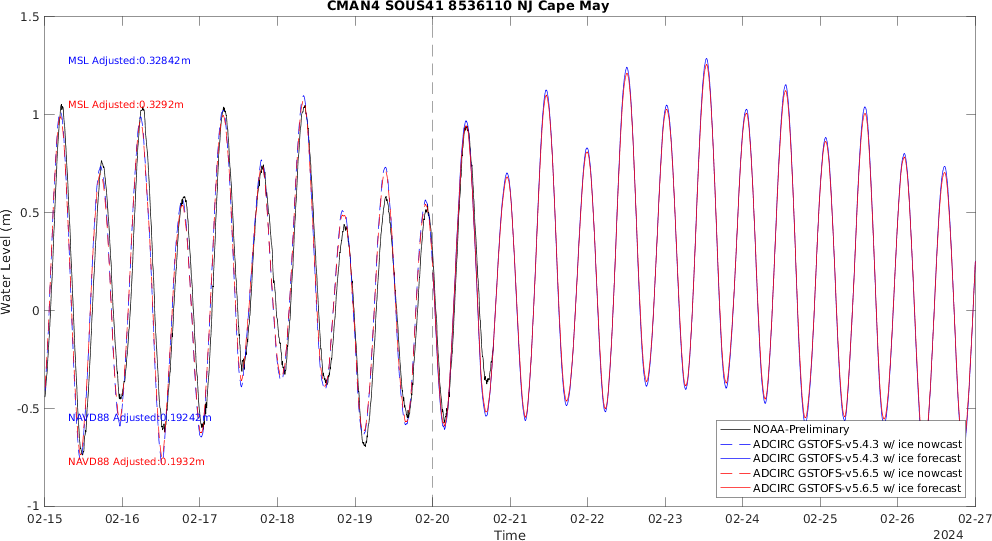 CMAN4 SOUS41 8536110 NJ Cape May
Water Level (m)
1.5
1
0.5
0
-0.5
-1
MSL Adjusted:0.32842m
MSL Adjusted:0.3292m
NAVD88 Adjusted:0.19242m
NAVD88 Adjusted:0.1932m
NOAA-Preliminary
ADCIRC GSTOFS-v5.4.3 w/ ice nowcast
ADCIRC GSTOFS-v5.4.3 w/ ice forecast
ADCIRC GSTOFS-v5.6.5 w/ ice nowcast
ADCIRC GSTOFS-v5.6.5 w/ ice forecast
02-15 02-16 02-17 02-18 02-19 02-20 02-21 02-22 02-23 02-24 02-25 02-26 02-27
Time
2024